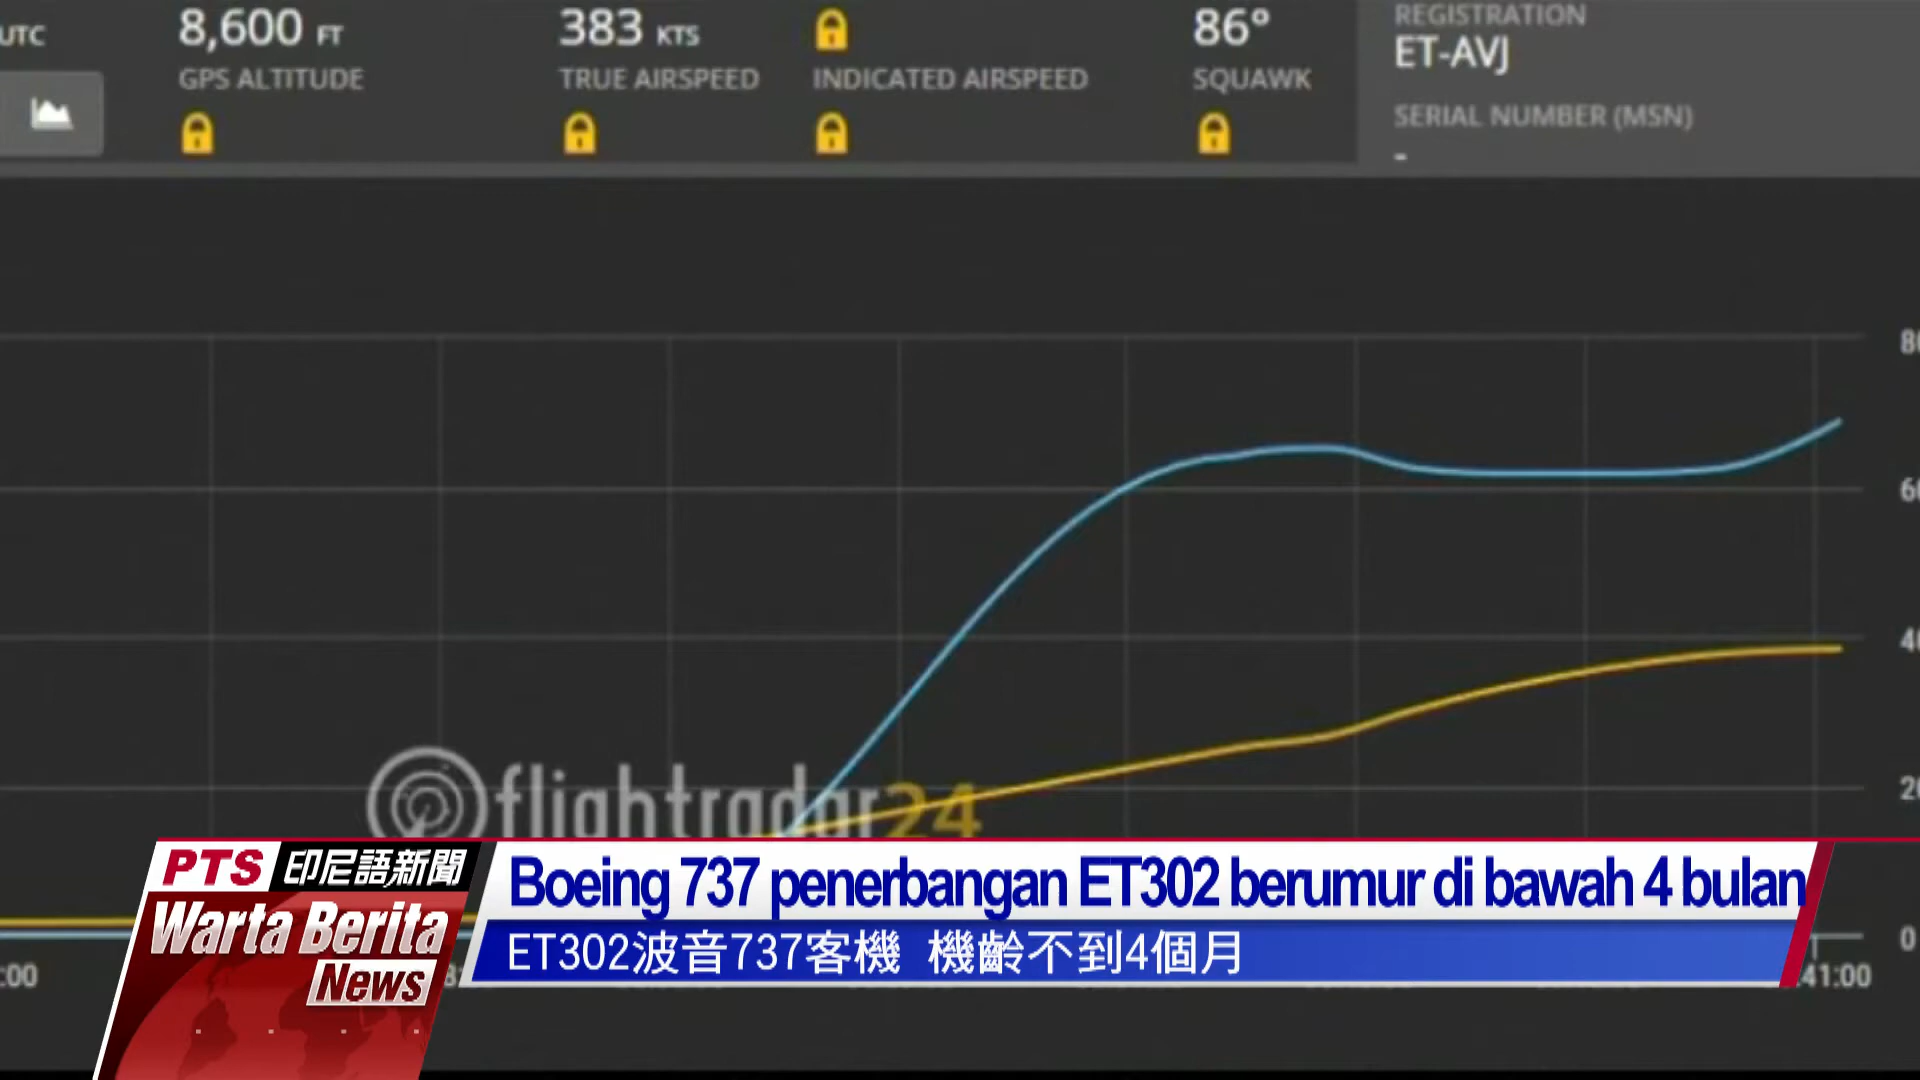 UTC
8,600 FT
383 KTS
86°
REGISTRATION
ET-AVJ
GPS ALTITUDE
TRUE AIRSPEED
INDICATED AIRSPEED
SQUAWK
SERIAL NUMBER (MSN)
-
flightradar24
0
:00
:41:00
PTS 印尼語新聞
Warta Berita
News
Boeing 737 penerbangan ET302 berumur di bawah 4 bulan
ET302波音737客機 機齡不到4個月